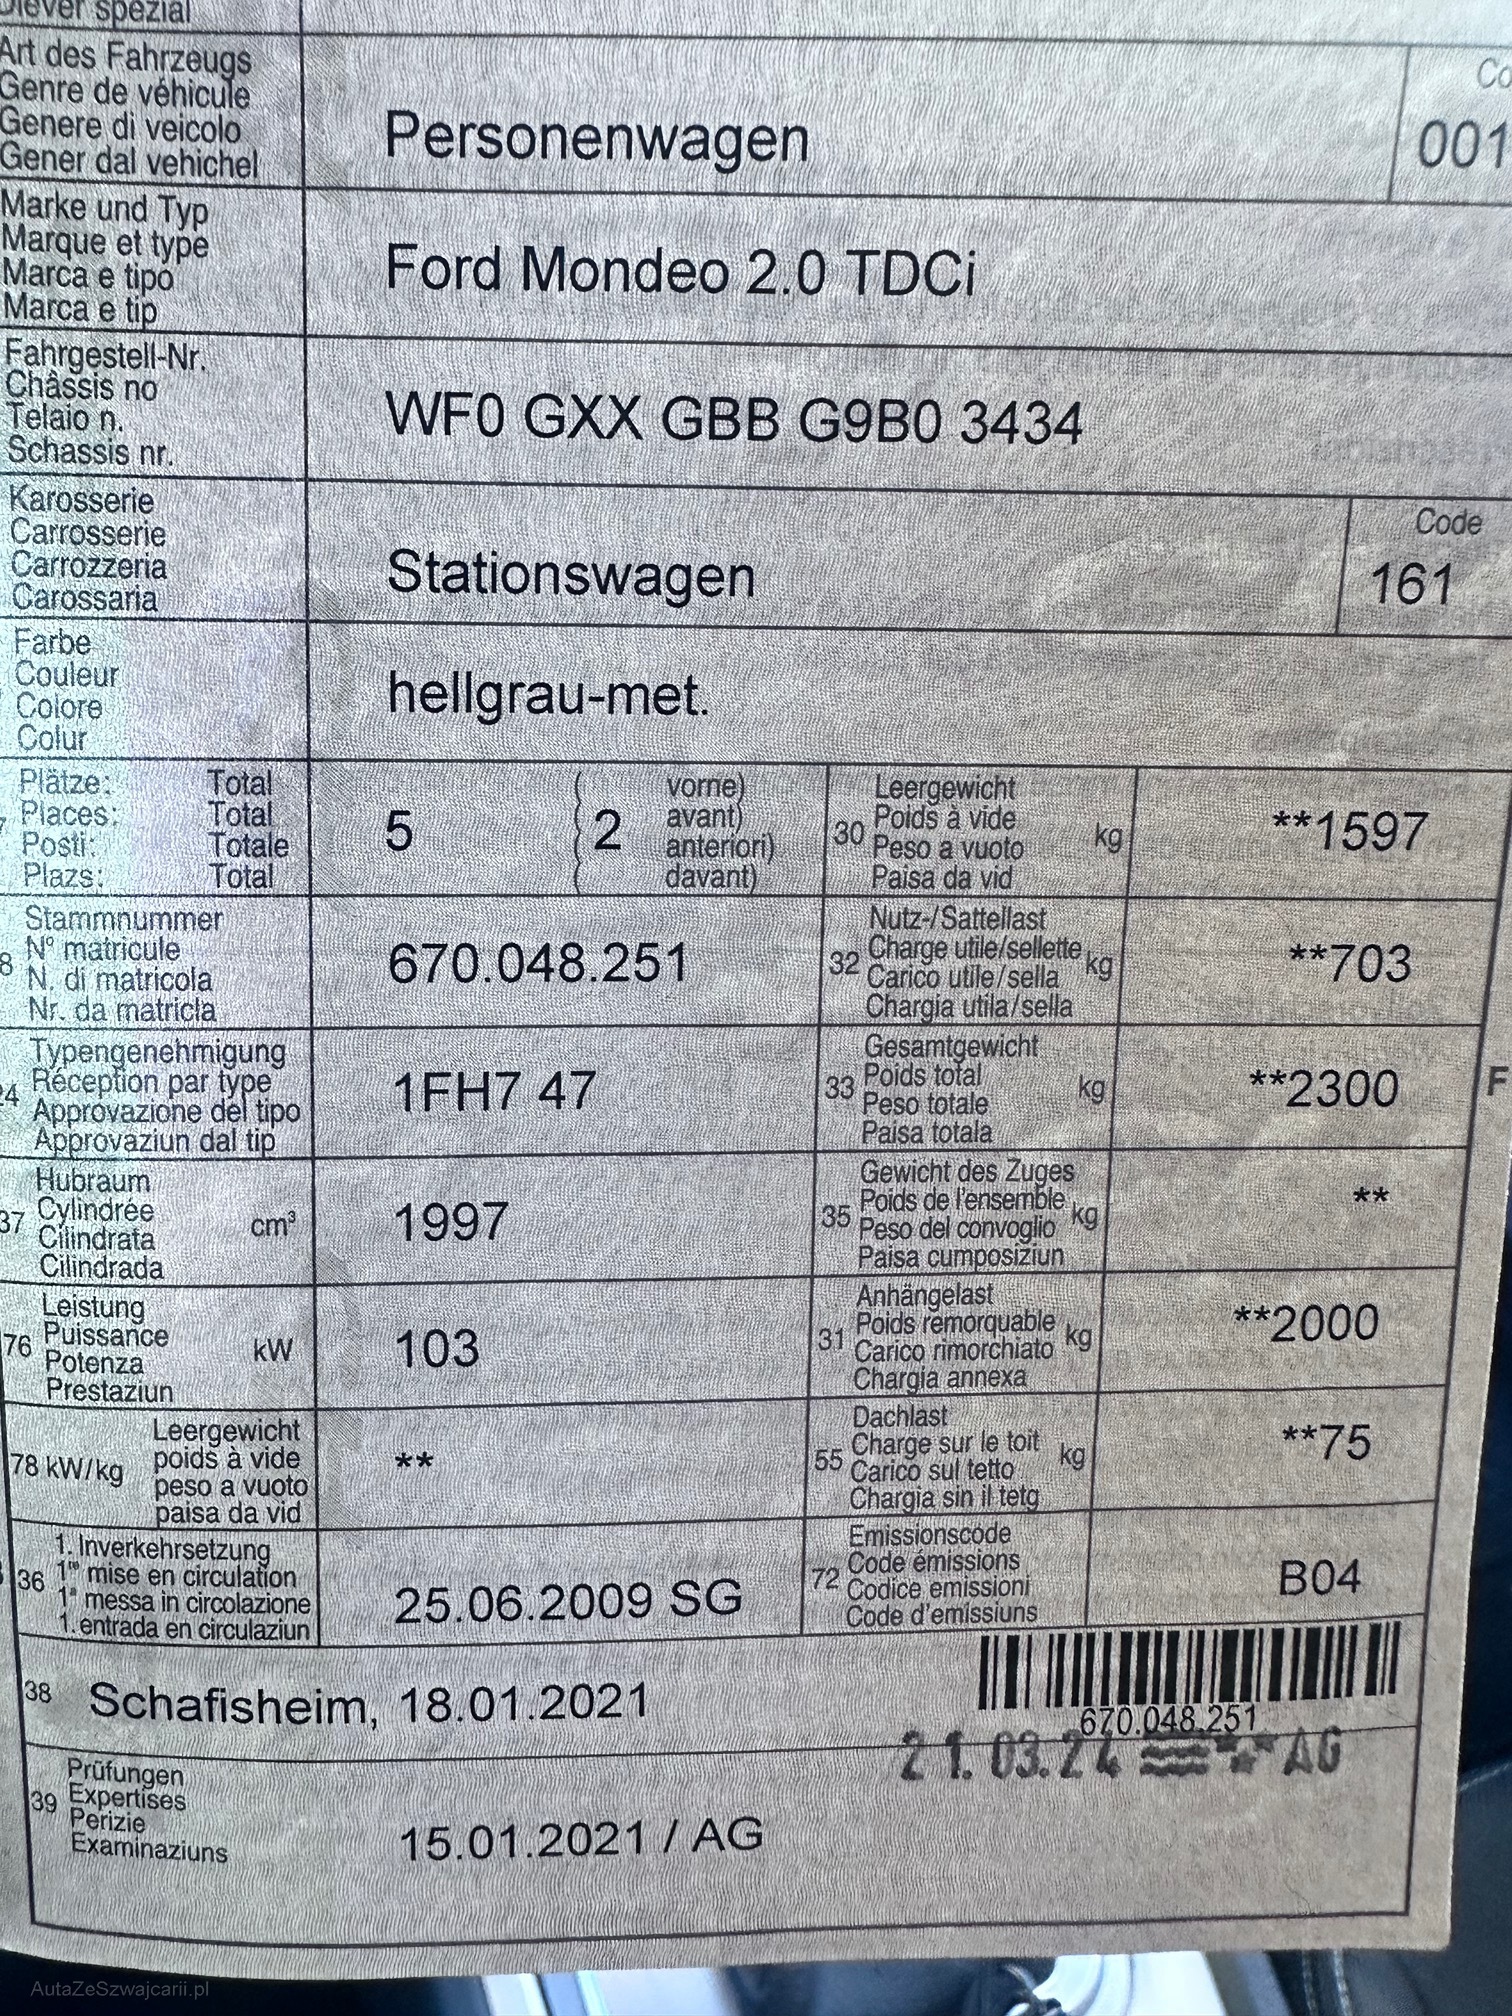 Art des Fahrzeugs
Genre de véhicule
Genere di veicolo
Gener dal vehichel
Personenwagen
001
Marke und Typ
Marque et type
Marca e tipo
Marca e tip
Ford Mondeo 2.0 TDCi
Fahrgestell-Nr.
Châssis no
Telaio n.
Schassis nr.
WF0 GXX GBB G9B0 3434
Karosserie
Carrosserie
Carrozzeria
Carossaria
Stationswagen
Code
161
Farbe
Couleur
Colore
Colur
hellgrau-met.
Plätze: Total
Places: Total
Posti: Totale
Plazs: Total
5
2
vorne)
avant)
anteriori)
davant)
30
Leergewicht
Poids à vide
Peso a vuoto
Paisa da vid
kg
**1597
8
Stammnummer
N° matricule
N. di matricola
Nr. da matricla
670.048.251
32
Nutz-/Sattellast
Charge utile/sellette
Carico utile/sella
Chargia utila/sella
kg
**703
24
Typengenehmigung
Réception par type
Approvazione del tipo
Approvaziun dal tip
1FH7 47
33
Gesamtgewicht
Poids total
Peso totale
Paisa totala
kg
**2300
F
37
Hubraum
Cylindrée
Cilindrata
Cilindrada
cm³
1997
35
Gewicht des Zuges
Poids de l'ensemble
Peso del convoglio
Paisa cumposiziun
kg
**
76
Leistung
Puissance
Potenza
Prestaziun
kW
103
31
Anhängelast
Poids remorquable
Carico rimorchiato
Chargia annexa
kg
**2000
78 kW/kg
Leergewicht
poids à vide
peso a vuoto
paisa da vid
**
55
Dachlast
Charge sur le toit
Carico sul tetto
Chargia sin il tetg
kg
**75
36
1. Inverkehrsetzung
1re mise en circulation
1a messa in circolazione
1. entrada en circulaziun
25.06.2009 SG
72
Emissionscode
Code émissions
Codice emissioni
Code d'emissiuns
B04
38
Schafisheim, 18.01.2021
670.048.251
21.03.24 AG
39
Prüfungen
Expertises
Perizie
Examinaziuns
15.01.2021 / AG
AutaZeSzwajcarii.pl